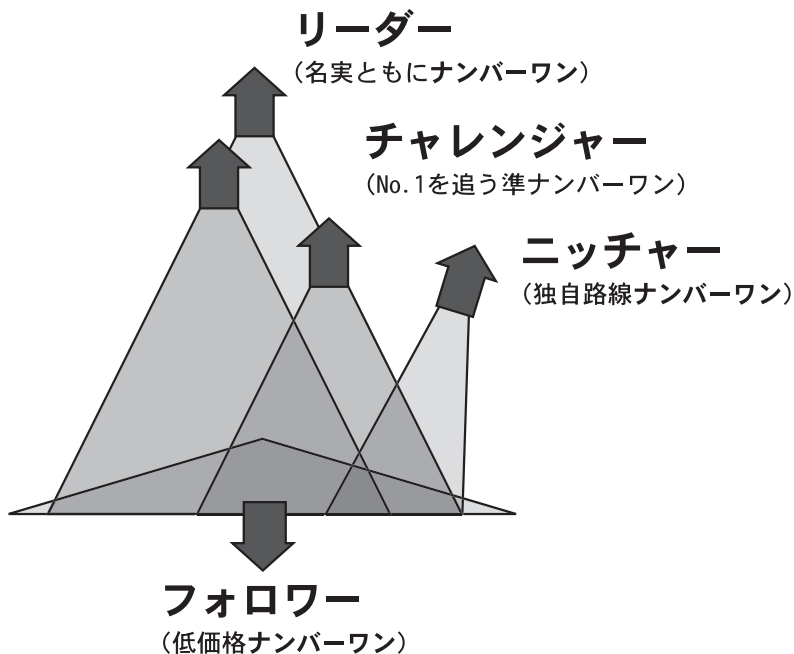 リーダー
(名実ともにナンバーワン)
チャレンジャー
(No.1を追う準ナンバーワン)
ニッチャー
(独自路線ナンバーワン)
フォロワー
(低価格ナンバーワン)